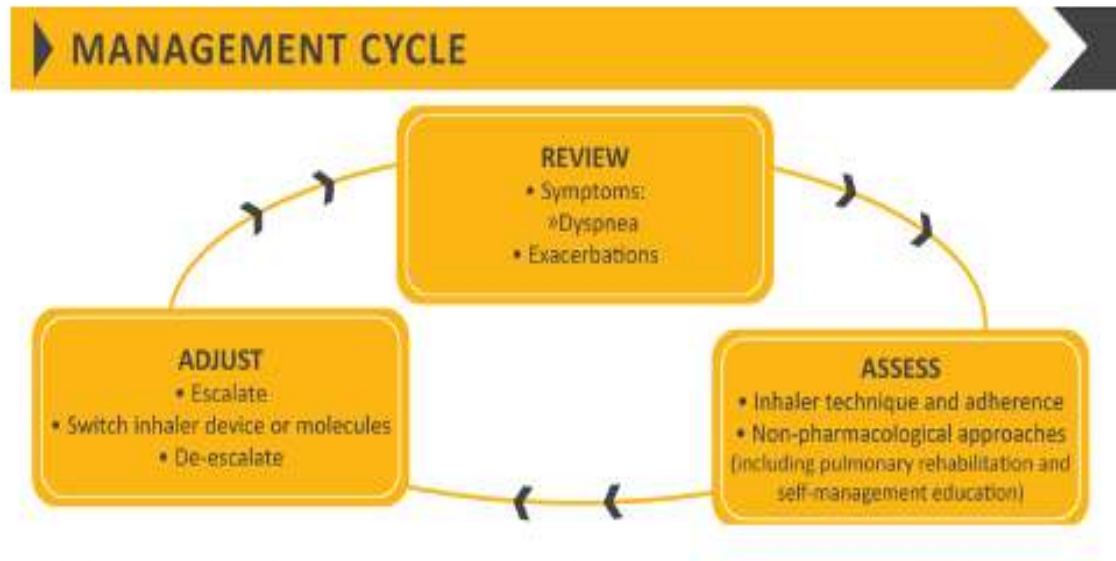 MANAGEMENT CYCLE
REVIEW
• Symptoms:
»Dyspnea
• Exacerbations
ADJUST
• Escalate
• Switch inhaler device or molecules
• De-escalate
ASSESS
• Inhaler technique and adherence
• Non-pharmacological approaches
(including pulmonary rehabilitation and
self-management education)